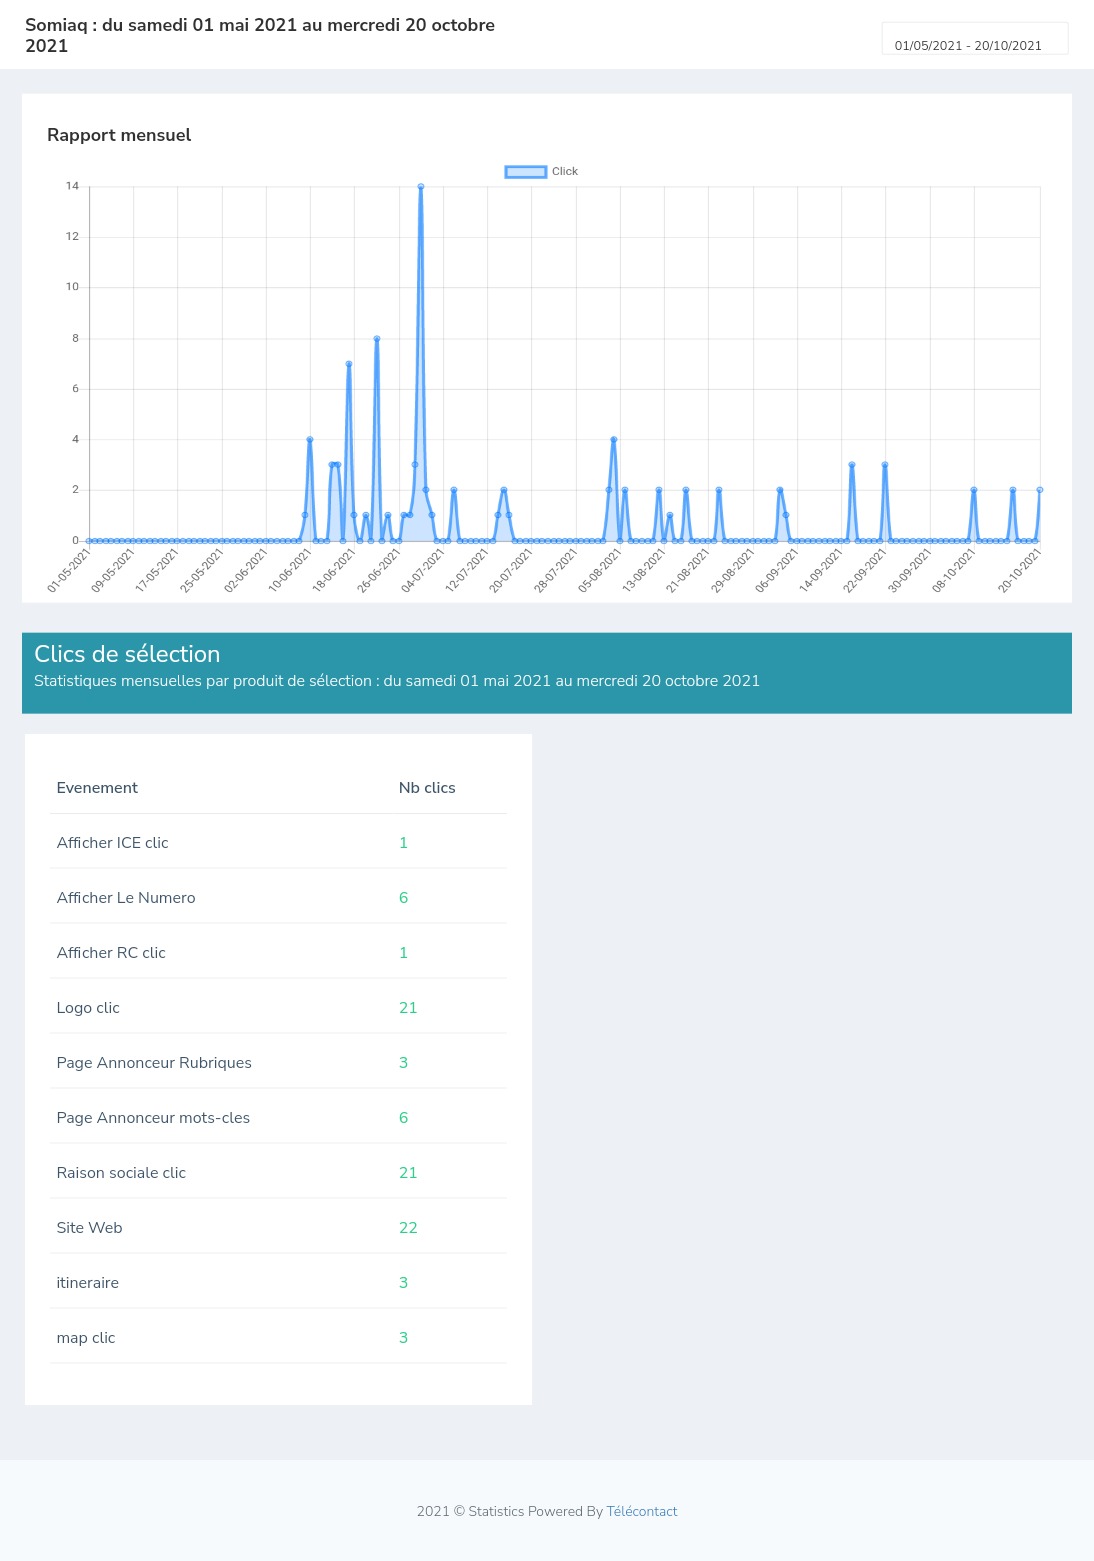 Somiaq : du samedi 01 mai 2021 au mercredi 20 octobre
2021
01/05/2021 - 20/10/2021
Rapport mensuel
Click
14
12
10
8
6
4
2
0
01-05-2021 09-05-2021 17-05-2021 25-05-2021 02-06-2021 10-06-2021 18-06-2021 26-06-2021 04-07-2021 12-07-2021 20-07-2021 28-07-2021 05-08-2021 13-08-2021 21-08-2021 29-08-2021 06-09-2021 14-09-2021 22-09-2021 30-09-2021 08-10-2021 20-10-2021
Clics de sélection
Statistiques mensuelles par produit de sélection : du samedi 01 mai 2021 au mercredi 20 octobre 2021
Evenement Nb clics
Afficher ICE clic 1
Afficher Le Numero 6
Afficher RC clic 1
Logo clic 21
Page Annonceur Rubriques 3
Page Annonceur mots-cles 6
Raison sociale clic 21
Site Web 22
itineraire 3
map clic 3
2021 © Statistics Powered By Télécontact